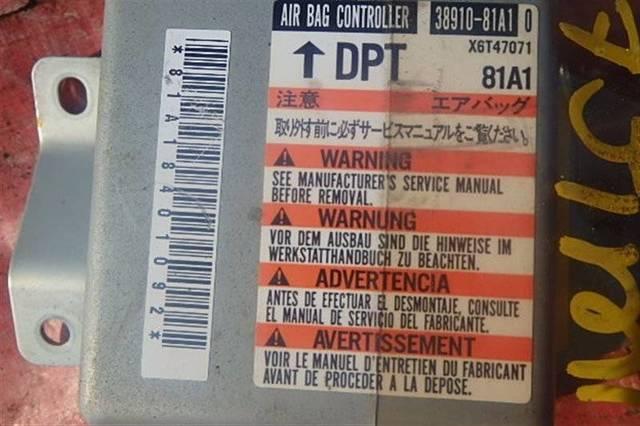 AIR BAG CONTROLLER 38910-81A1 0
X6T47071
↑ DPT 81A1
注意 エアバッグ
取り外す前に必ずサービスマニュアルをご覧ください。
WARNING
SEE MANUFACTURER'S SERVICE MANUAL
BEFORE REMOVAL.
WARNUNG
VOR DEM AUSBAU SIND DIE HINWEISE IM
WERKSTATTHANDBUCH ZU BEACHTEN.
ADVERTENCIA
ANTES DE EFECTUAR EL DESMONTAJE, CONSULTE
EL MANUAL DE SERVICIO DEL FABRICANTE.
AVERTISSEMENT
VOIR LE MANUEL D'ENTRETIEN DU FABRICANT
AVANT DE PROCEDER A LA DEPOSE.
*81A18401092*